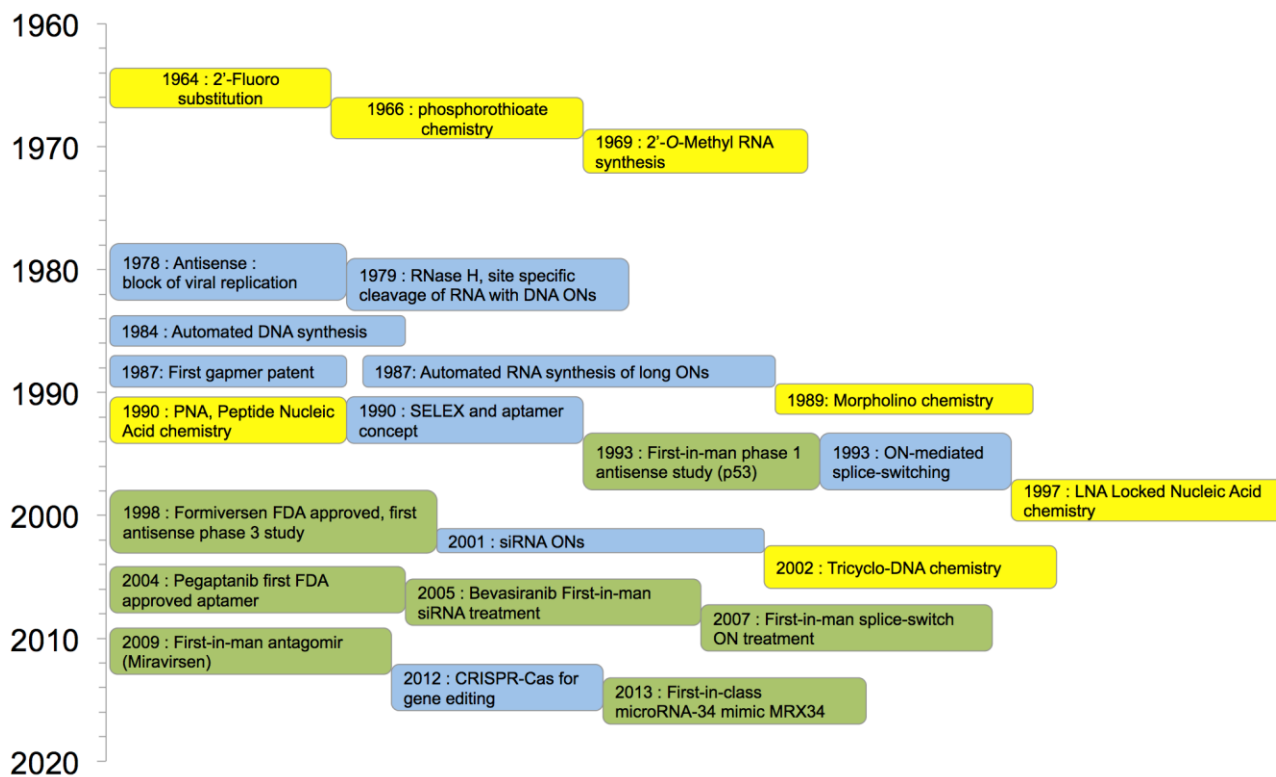 1960
1964 : 2'-Fluoro
substitution
1966 : phosphorothioate
chemistry
1970
1969 : 2'-O-Methyl RNA
synthesis
1978 : Antisense :
block of viral replication
1980
1979 : RNase H, site specific
cleavage of RNA with DNA ONs
1984 : Automated DNA synthesis
1987: First gapmer patent
1987: Automated RNA synthesis of long ONs
1990
1989: Morpholino chemistry
1990 : PNA, Peptide Nucleic
Acid chemistry
1990 : SELEX and aptamer
concept
1993 : First-in-man phase 1
antisense study (p53)
1993 : ON-mediated
splice-switching
1997 : LNA Locked Nucleic Acid
chemistry
2000
1998 : Formiversen FDA approved, first
antisense phase 3 study
2001 : siRNA ONs
2002 : Tricyclo-DNA chemistry
2004 : Pegaptanib first FDA
approved aptamer
2005 : Bevasiranib First-in-man
siRNA treatment
2007 : First-in-man splice-switch
ON treatment
2010
2009 : First-in-man antagomir
(Miravirsen)
2012 : CRISPR-Cas for
gene editing
2013 : First-in-class
microRNA-34 mimic MRX34
2020